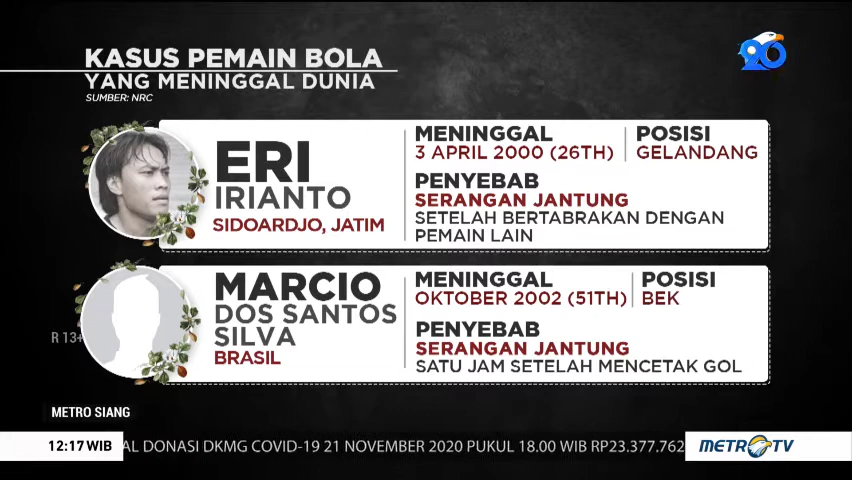 KASUS PEMAIN BOLA
YANG MENINGGAL DUNIA
SUMBER: NRC
20
ERI
IRIANTO
SIDOARDJO, JATIM
MENINGGAL
3 APRIL 2000 (26TH)
POSISI
GELANDANG
PENYEBAB
SERANGAN JANTUNG
SETELAH BERTABRAKAN DENGAN
PEMAIN LAIN
MARCIO
DOS SANTOS
SILVA
BRASIL
MENINGGAL
OKTOBER 2002 (51TH)
POSISI
BEK
PENYEBAB
SERANGAN JANTUNG
SATU JAM SETELAH MENCETAK GOL
R 13+
METRO SIANG
12:17 WIB
AL DONASI DKMG COVID-19 21 NOVEMBER 2020 PUKUL 18.00 WIB RP23.377.762
METRO TV